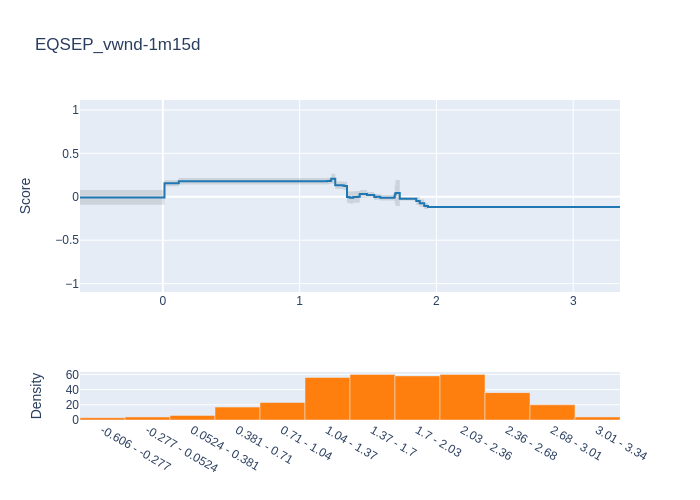 EQSEP_vwnd-1m15d
Score
1
0.5
0
−0.5
−1
0
1
2
3
Density
60
40
20
0
-0.606 - -0.277
-0.277 - 0.0524
0.0524 - 0.381
0.381 - 0.71
0.71 - 1.04
1.04 - 1.37
1.37 - 1.7
1.7 - 2.03
2.03 - 2.36
2.36 - 2.68
2.68 - 3.01
3.01 - 3.34